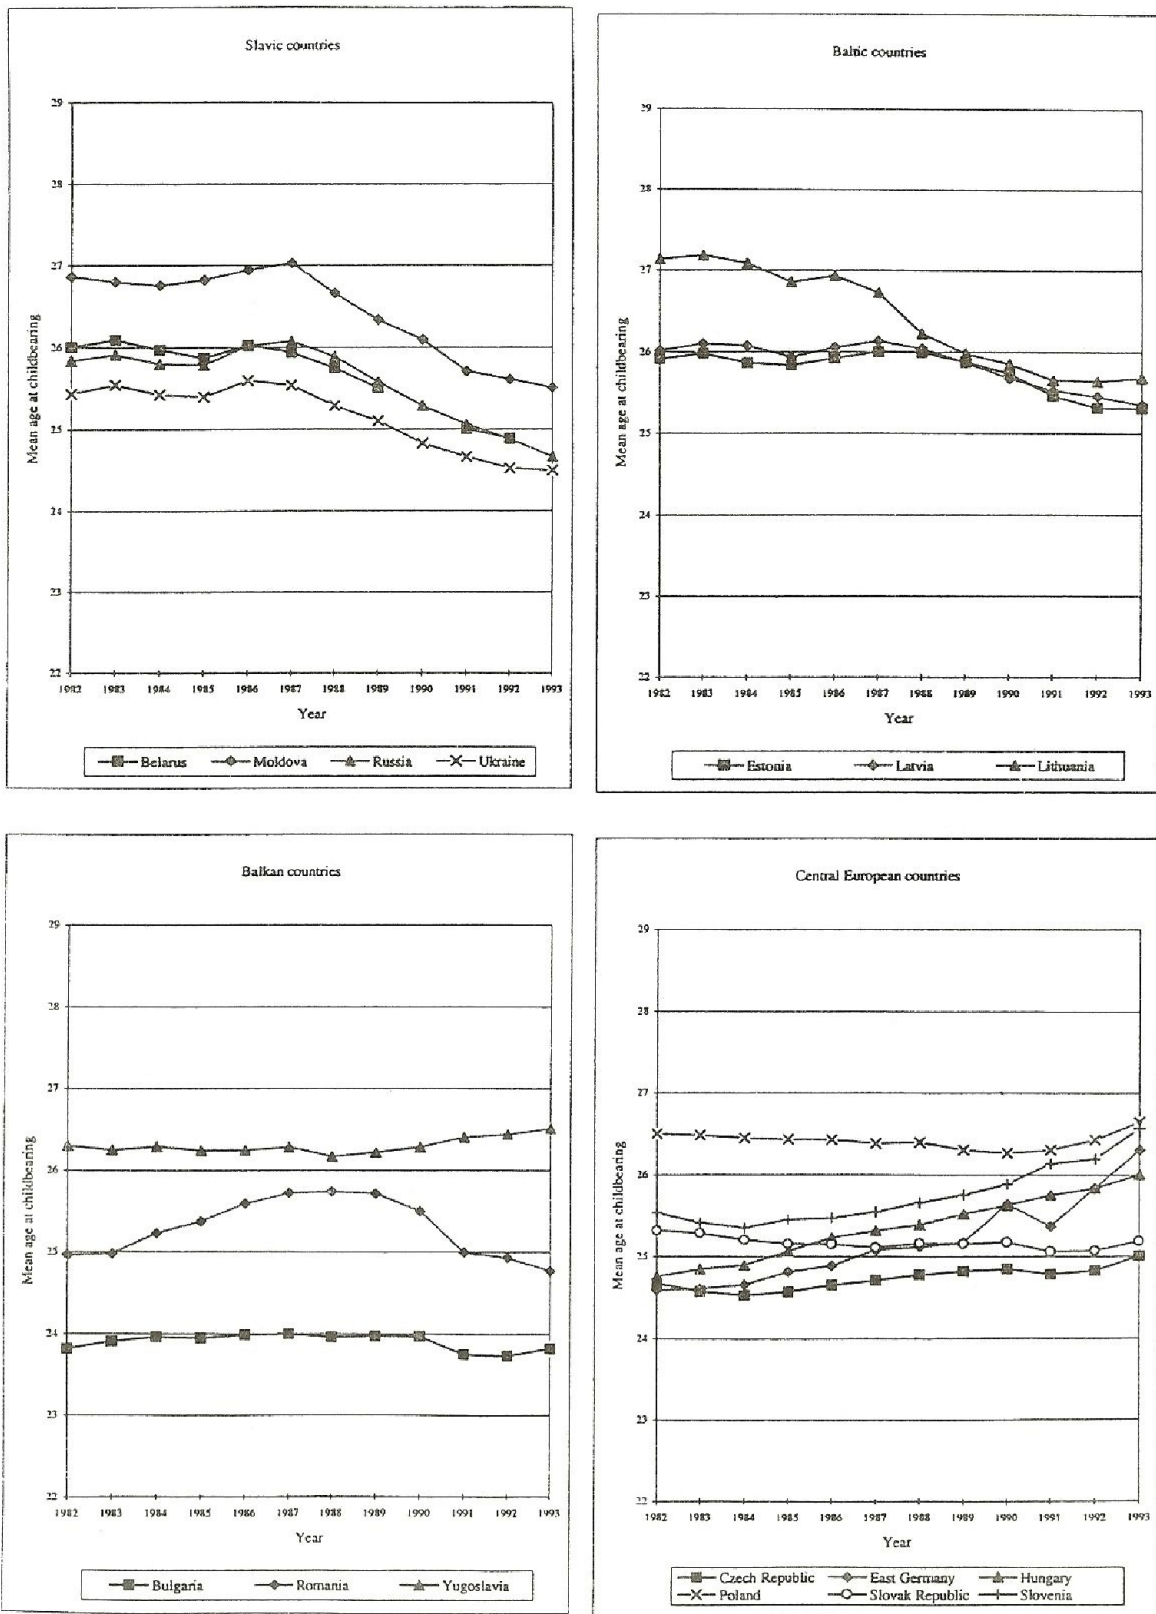 Slavic countries
29
28
27
26
25
24
23
22
Mean age at childbearing
1982 1983 1984 1985 1986 1987 1988 1989 1990 1991 1992 1993
Year
Belarus Moldova Russia Ukraine
Baltic countries
29
28
27
26
25
24
23
22
Mean age at childbearing
1982 1983 1984 1985 1986 1987 1988 1989 1990 1991 1992 1993
Year
Estonia Latvia Lithuania
Balkan countries
29
28
27
26
25
24
23
22
Mean age at childbearing
1982 1983 1984 1985 1986 1987 1988 1989 1990 1991 1992 1993
Year
Bulgaria Romania Yugoslavia
Central European countries
29
28
27
26
25
24
23
22
Mean age at childbearing
1982 1983 1984 1985 1986 1987 1988 1989 1990 1991 1992 1993
Year
Czech Republic East Germany Hungary
Poland Slovak Republic Slovenia